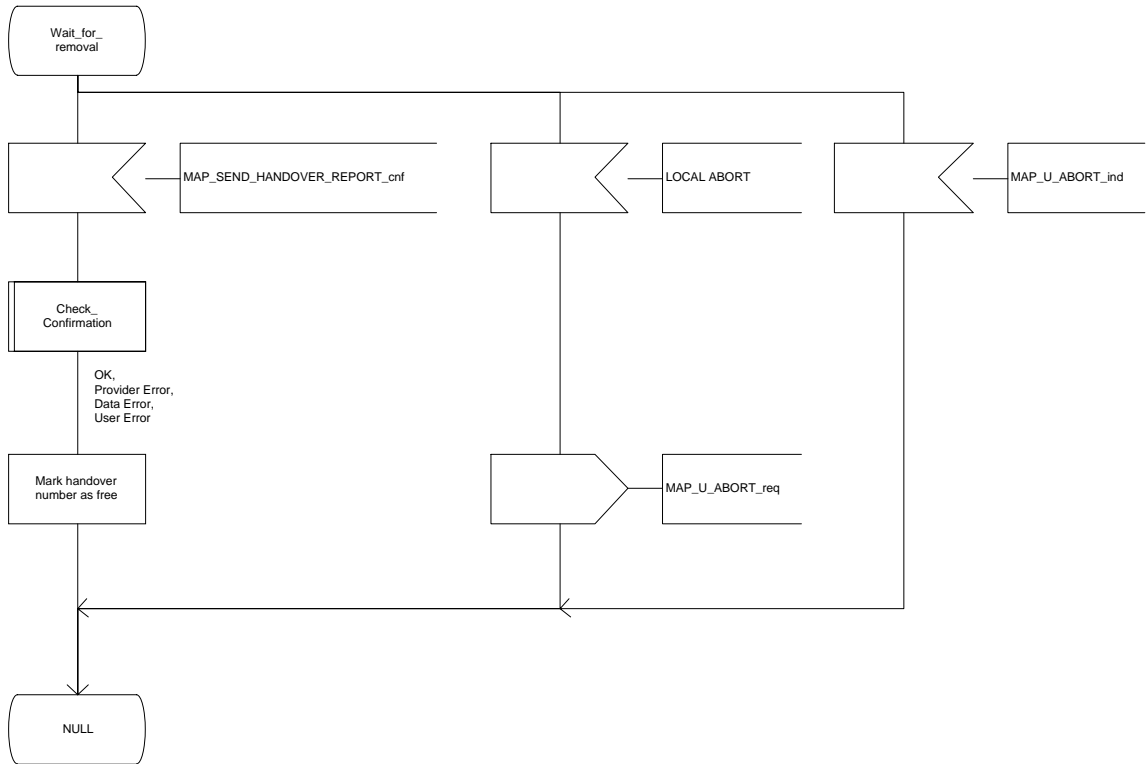 Wait_for_
removal
MAP_SEND_HANDOVER_REPORT_cnf
LOCAL ABORT
MAP_U_ABORT_ind
Check_
Confirmation
OK,
Provider Error,
Data Error,
User Error
Mark handover
number as free
MAP_U_ABORT_req
NULL